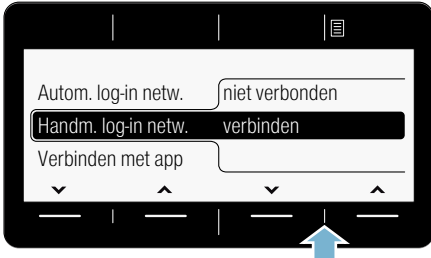 Autom. log-in netw. niet verbonden
Handm. log-in netw. verbinden
Verbinden met app